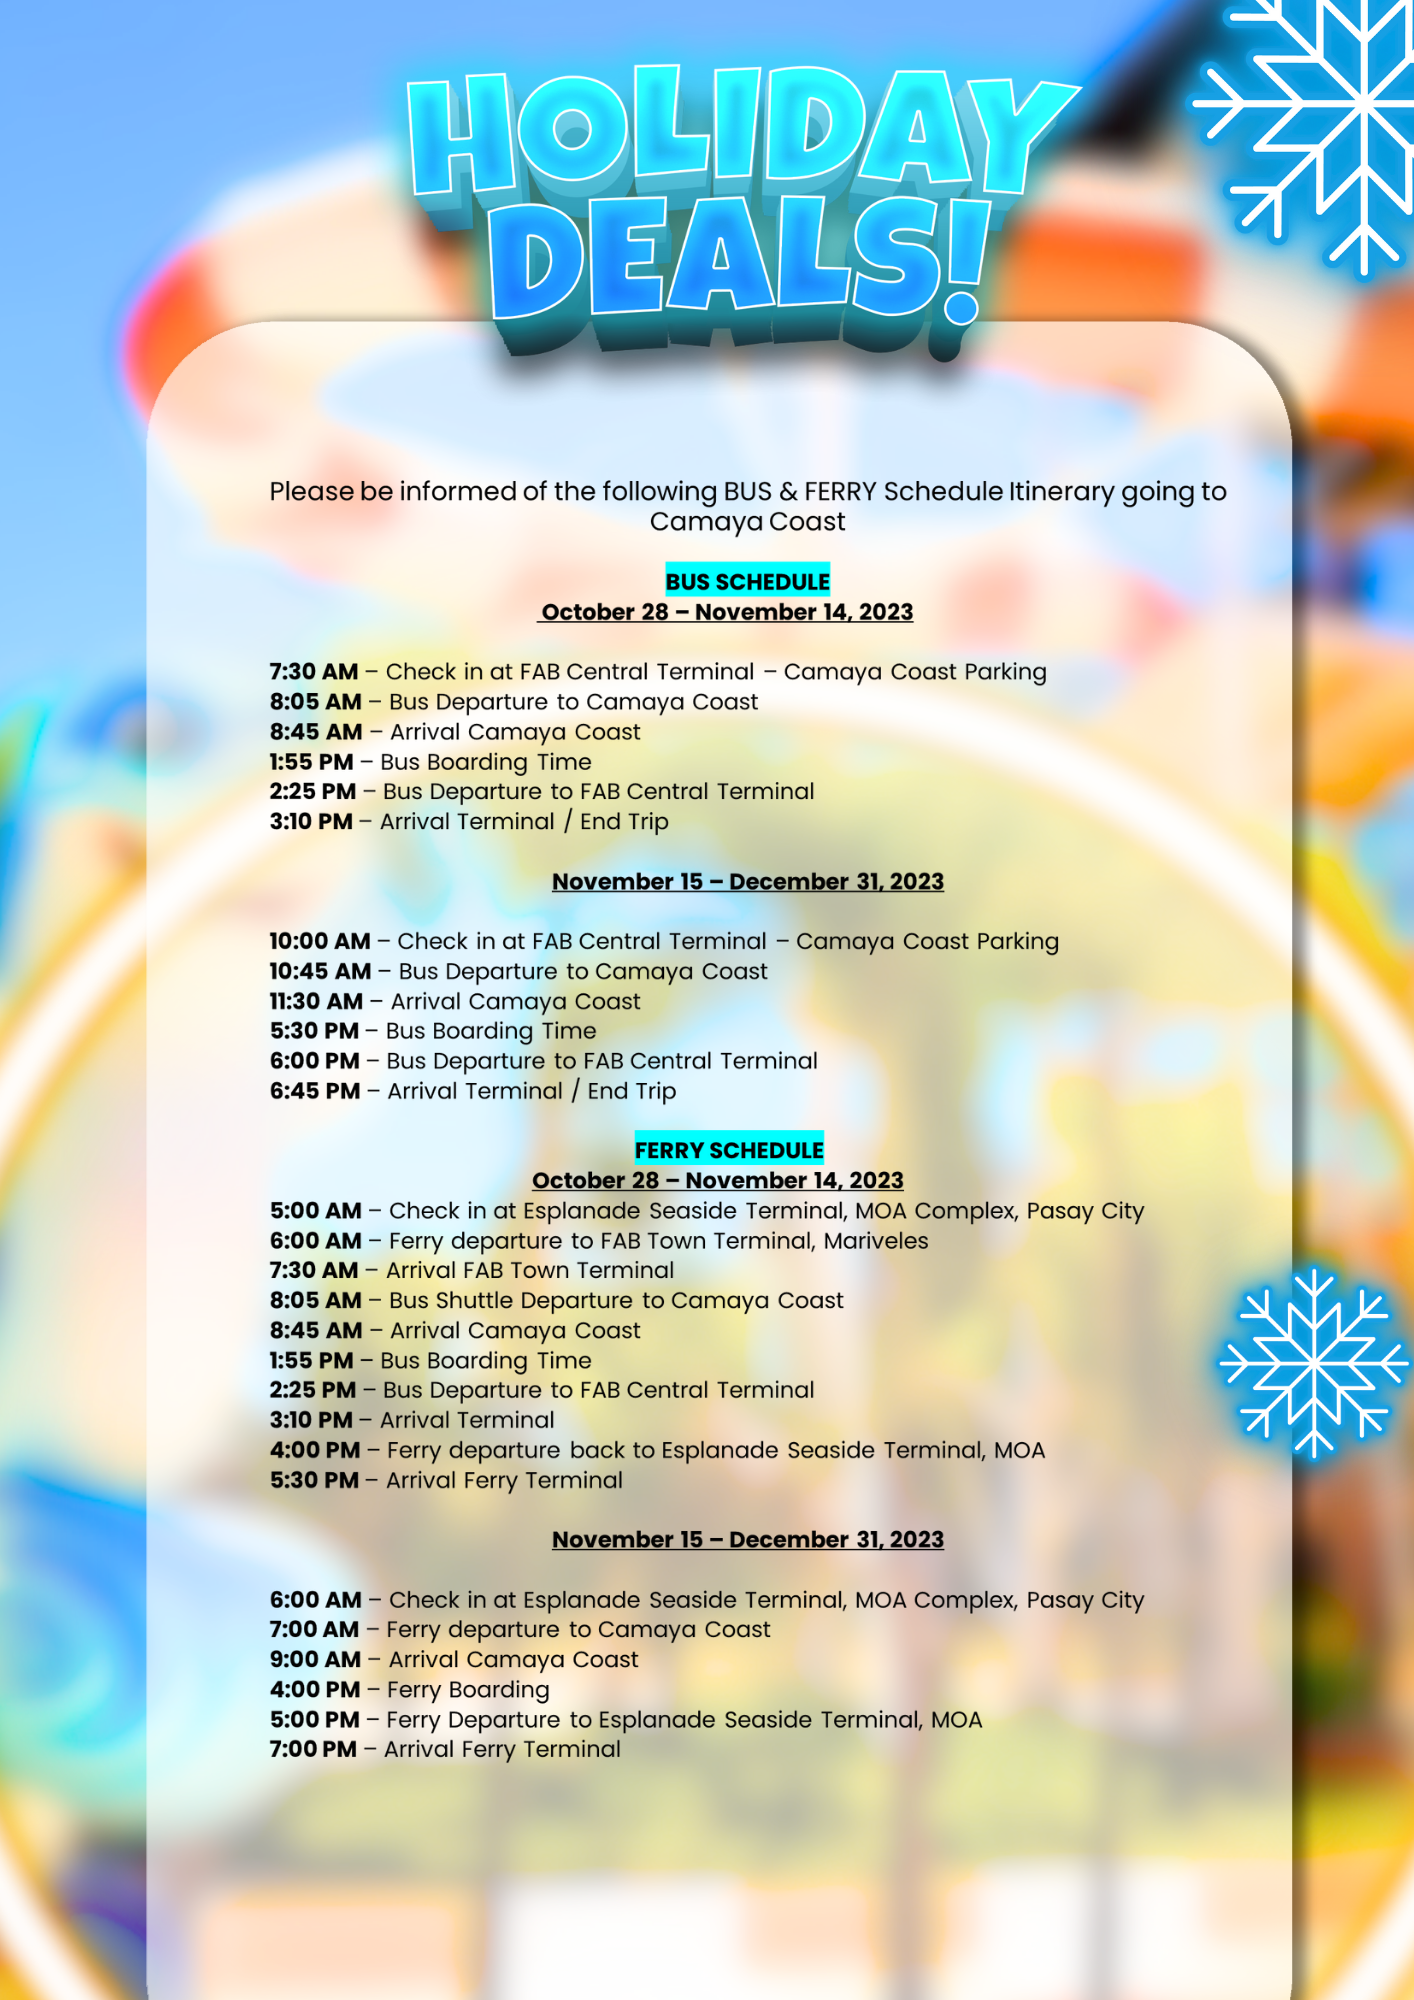 HOLIDAY
DEALS!
Please be informed of the following BUS & FERRY Schedule Itinerary going to
Camaya Coast
BUS SCHEDULE
October 28 – November 14, 2023
7:30 AM – Check in at FAB Central Terminal – Camaya Coast Parking
8:05 AM – Bus Departure to Camaya Coast
8:45 AM – Arrival Camaya Coast
1:55 PM – Bus Boarding Time
2:25 PM – Bus Departure to FAB Central Terminal
3:10 PM – Arrival Terminal / End Trip
November 15 – December 31, 2023
10:00 AM – Check in at FAB Central Terminal – Camaya Coast Parking
10:45 AM – Bus Departure to Camaya Coast
11:30 AM – Arrival Camaya Coast
5:30 PM – Bus Boarding Time
6:00 PM – Bus Departure to FAB Central Terminal
6:45 PM – Arrival Terminal / End Trip
FERRY SCHEDULE
October 28 – November 14, 2023
5:00 AM – Check in at Esplanade Seaside Terminal, MOA Complex, Pasay City
6:00 AM – Ferry departure to FAB Town Terminal, Mariveles
7:30 AM – Arrival FAB Town Terminal
8:05 AM – Bus Shuttle Departure to Camaya Coast
8:45 AM – Arrival Camaya Coast
1:55 PM – Bus Boarding Time
2:25 PM – Bus Departure to FAB Central Terminal
3:10 PM – Arrival Terminal
4:00 PM – Ferry departure back to Esplanade Seaside Terminal, MOA
5:30 PM – Arrival Ferry Terminal
November 15 – December 31, 2023
6:00 AM – Check in at Esplanade Seaside Terminal, MOA Complex, Pasay City
7:00 AM – Ferry departure to Camaya Coast
9:00 AM – Arrival Camaya Coast
4:00 PM – Ferry Boarding
5:00 PM – Ferry Departure to Esplanade Seaside Terminal, MOA
7:00 PM – Arrival Ferry Terminal